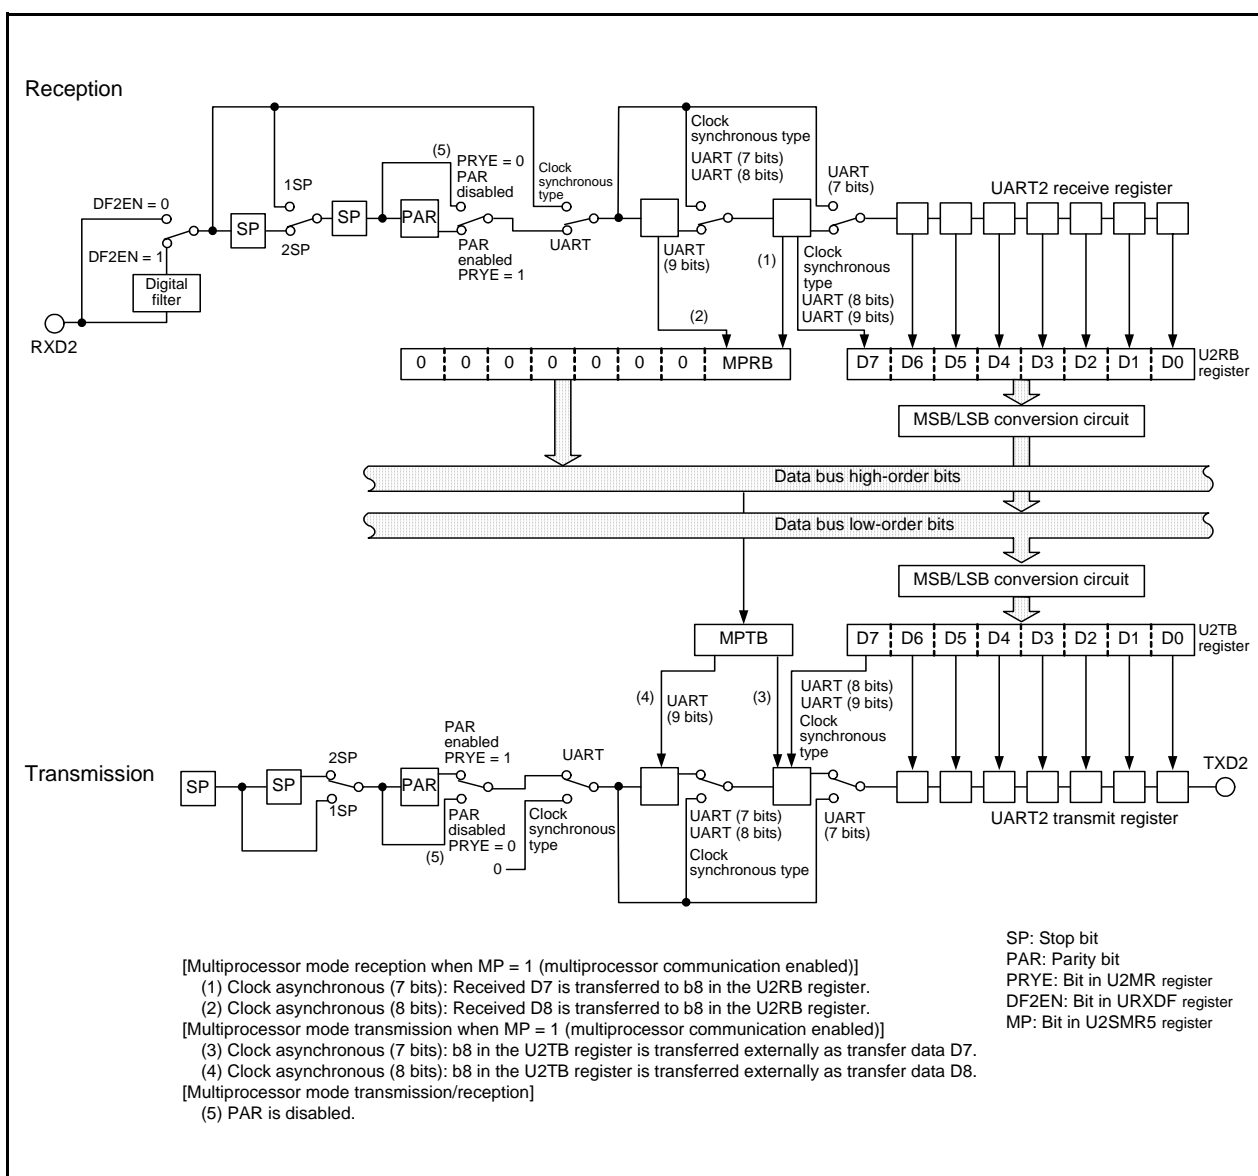 Reception
(5)
PRYE = 0
PAR
disabled
Clock
synchronous
type
Clock
synchronous type
UART (7 bits)
UART (8 bits)
UART
(7 bits)
UART2 receive register
1SP
DF2EN = 0
SP
SP
PAR
2SP
UART
PAR
enabled
PRYE = 1
UART
(9 bits)
(1)
Clock
synchronous
type
UART (8 bits)
UART (9 bits)
DF2EN = 1
Digital
filter
RXD2
(2)
0 0 0 0 0 0 0 MPRB
D7 D6 D5 D4 D3 D2 D1 D0
U2RB
register
MSB/LSB conversion circuit
Data bus high-order bits
Data bus low-order bits
MSB/LSB conversion circuit
MPTB
D7 D6 D5 D4 D3 D2 D1 D0
U2TB
register
(4)
UART
(9 bits)
(3)
UART (8 bits)
UART (9 bits)
Clock
synchronous
type
PAR
enabled
PRYE = 1
2SP
UART
Transmission
SP
SP
PAR
TXD2
1SP
PAR
disabled
PRYE = 0
(5)
0
Clock
synchronous
type
UART (7 bits)
UART (8 bits)
Clock
synchronous type
UART
(7 bits)
UART2 transmit register
SP: Stop bit
PAR: Parity bit
PRYE: Bit in U2MR register
DF2EN: Bit in URXDF register
MP: Bit in U2SMR5 register
[Multiprocessor mode reception when MP = 1 (multiprocessor communication enabled)]
(1) Clock asynchronous (7 bits): Received D7 is transferred to b8 in the U2RB register.
(2) Clock asynchronous (8 bits): Received D8 is transferred to b8 in the U2RB register.
[Multiprocessor mode transmission when MP = 1 (multiprocessor communication enabled)]
(3) Clock asynchronous (7 bits): b8 in the U2TB register is transferred externally as transfer data D7.
(4) Clock asynchronous (8 bits): b8 in the U2TB register is transferred externally as transfer data D8.
[Multiprocessor mode transmission/reception]
(5) PAR is disabled.